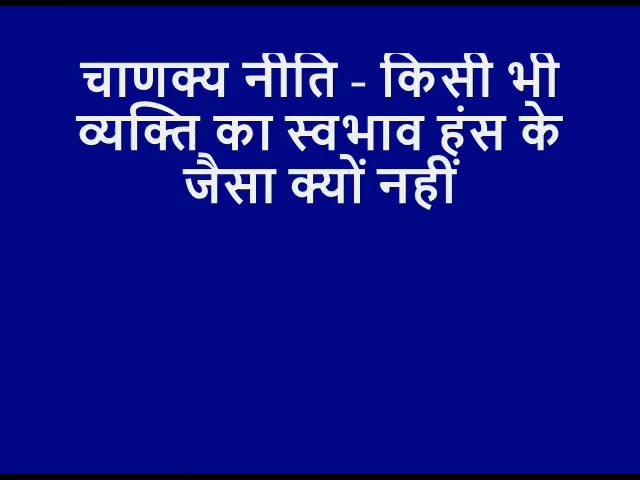 चाणक्य नीति - किसी भी
व्यक्ति का स्वभाव हंस के
जैसा क्यों नहीं